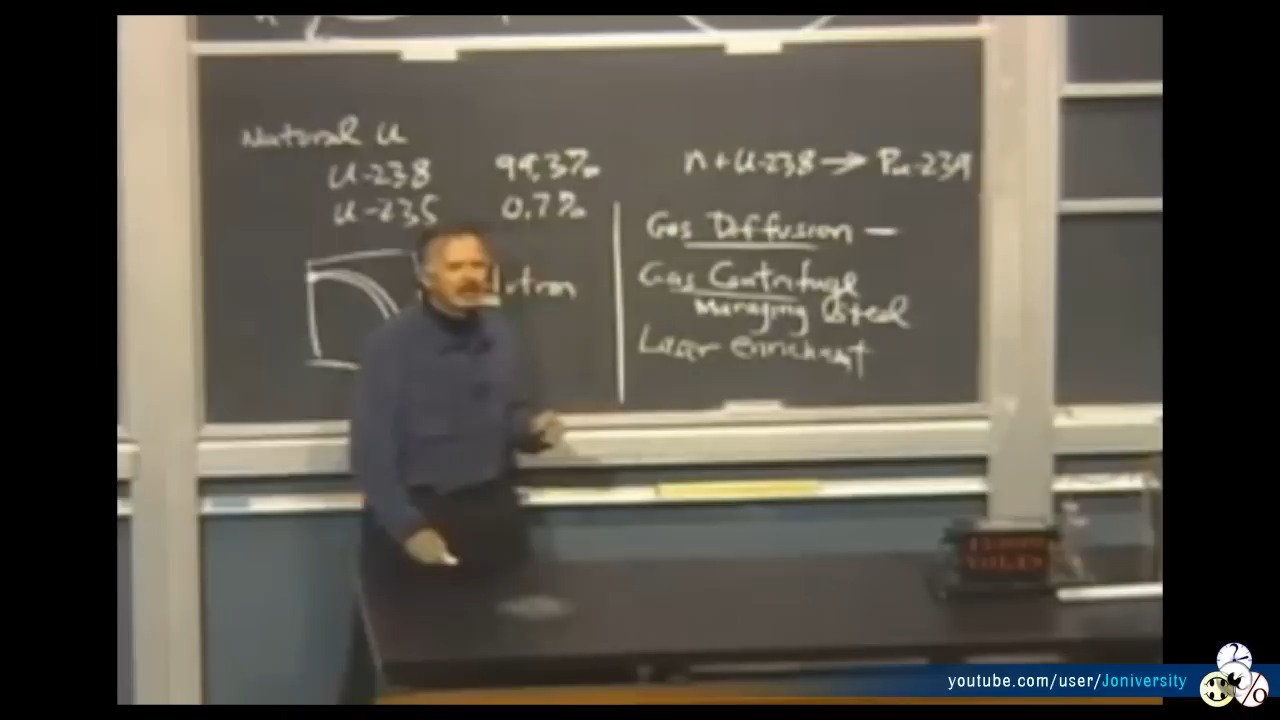 Natural U
U-238 99.3%
U-235 0.7%
n + U-238 → Pu-239
Gas Diffusion —
Gas Centrifuge
Maraging Steel
Laser enrichent
youtube.com/user/Joniversity